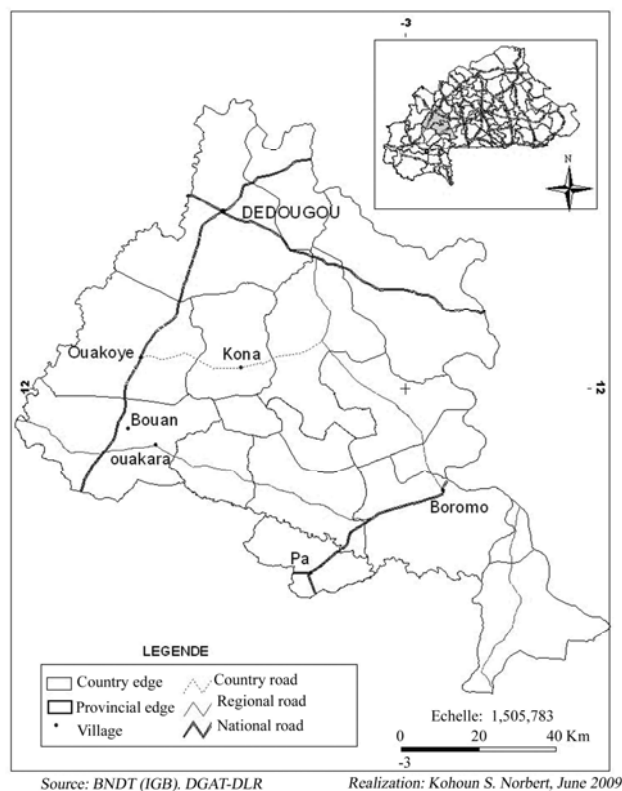 -3
N
DEDOUGOU
Ouakoye
Kona
12
12
Bouan
ouakara
Boromo
Pa
LEGENDE
Country edge
Country road
Provincial edge
Regional road
Village
National road
Echelle: 1,505,783
0 20 40 Km
-3
Source: BNDT (IGB), DGAT-DLR
Realization: Kohoun S. Norbert, June 2009